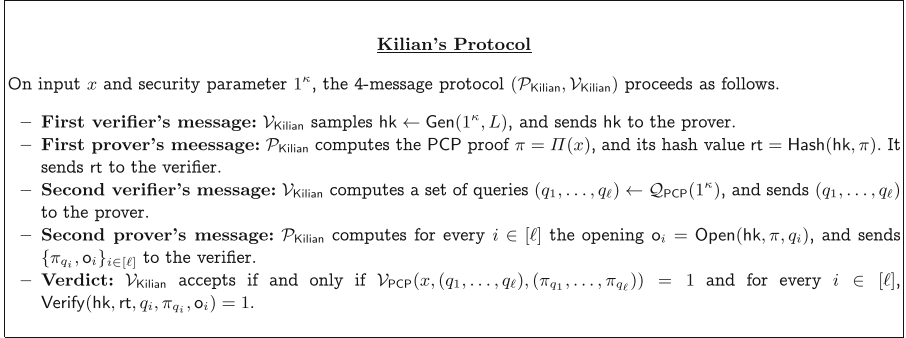 Kilian's Protocol
On input x and security parameter 1^κ, the 4-message protocol (𝒫_Kilian, 𝒱_Kilian) proceeds as follows.
– First verifier's message: 𝒱_Kilian samples hk ← Gen(1^κ, L), and sends hk to the prover.
– First prover's meessage: 𝒫_Kilian computes the PCP proof π = Π(x), and its hash value rt = Hash(hk, π). It
sends rt to the verifier.
– Second verifier's message: 𝒱_Kilian computes a set of queries (q_1, . . . , q_ℓ) ← 𝒬_PCP(1^κ), and sends (q_1, . . . , q_ℓ)
to the prover.
– Second prover's message: 𝒫_Kilian computes for every i ∈ [ℓ] the opening o_i = Open(hk, π, q_i), and sends
{π_{q_i}, o_i}_{i∈[ℓ]} to the verifier.
– Verdict: 𝒱_Kilian accepts if and only if 𝒱_PCP(x, (q_1, . . . , q_ℓ), (π_{q_1}, . . . , π_{q_ℓ})) = 1 and for every i ∈ [ℓ],
Verify(hk, rt, q_i, π_{q_i}, o_i) = 1.